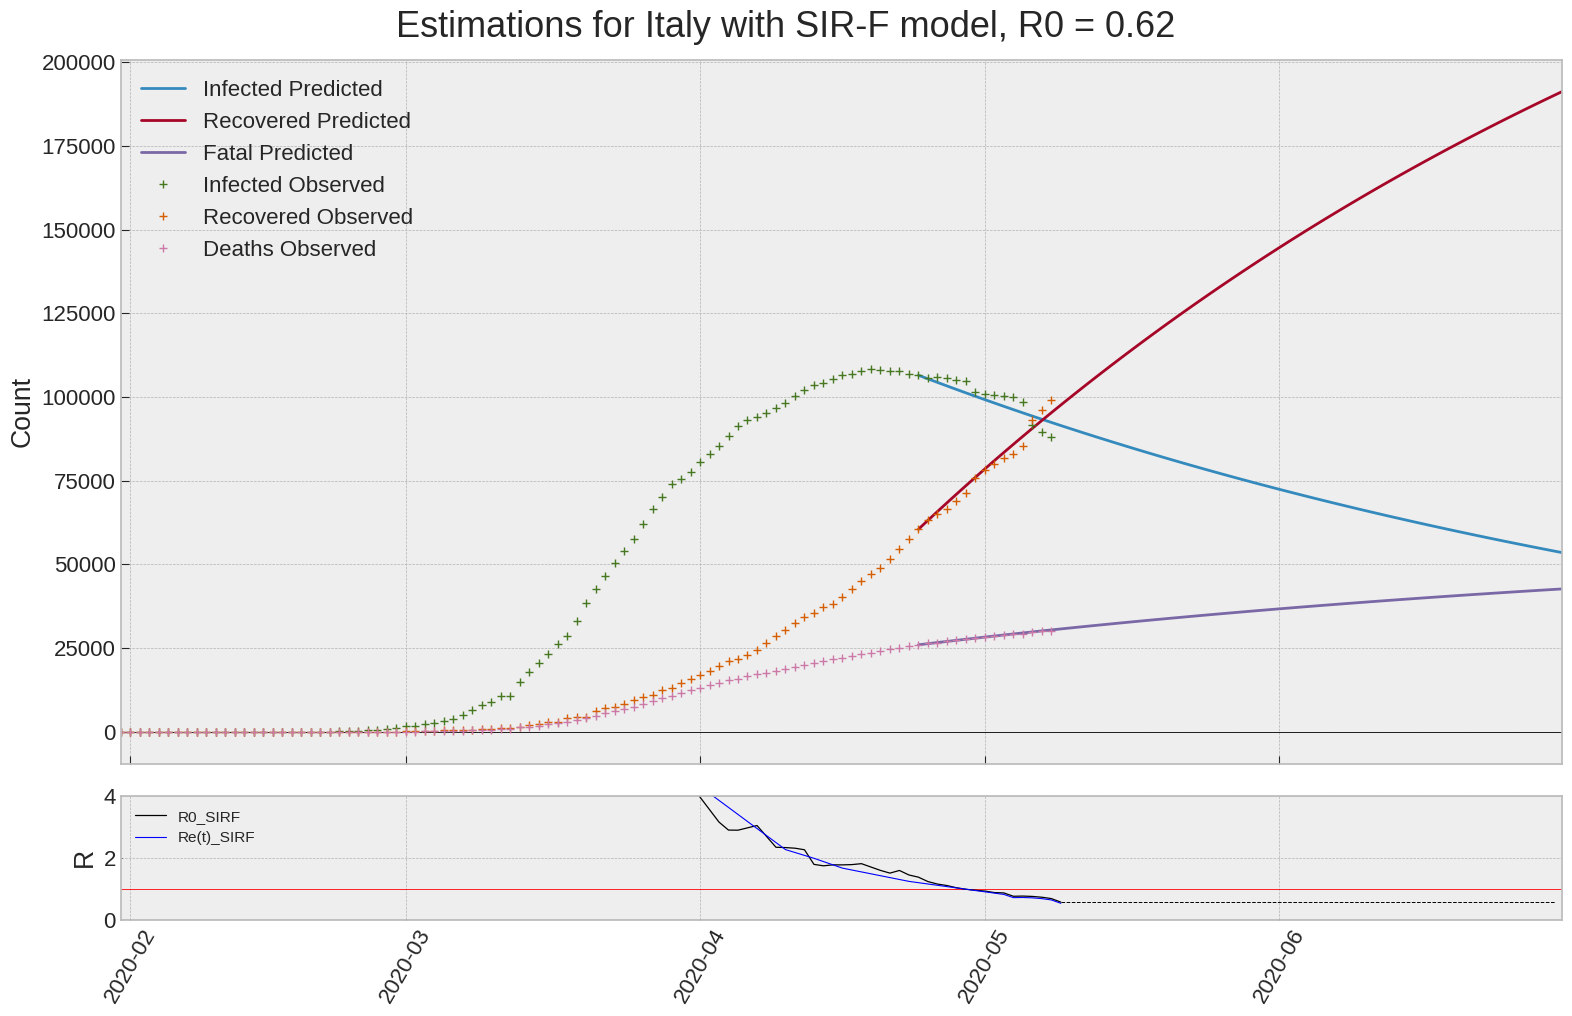 Estimations for Italy with SIR-F model, R0 = 0.62
200000
175000
150000
125000
100000
75000
50000
25000
0
Count
Infected Predicted
Recovered Predicted
Fatal Predicted
Infected Observed
Recovered Observed
Deaths Observed
4
2
0
R
R0_SIRF
Re(t)_SIRF
2020-02
2020-03
2020-04
2020-05
2020-06